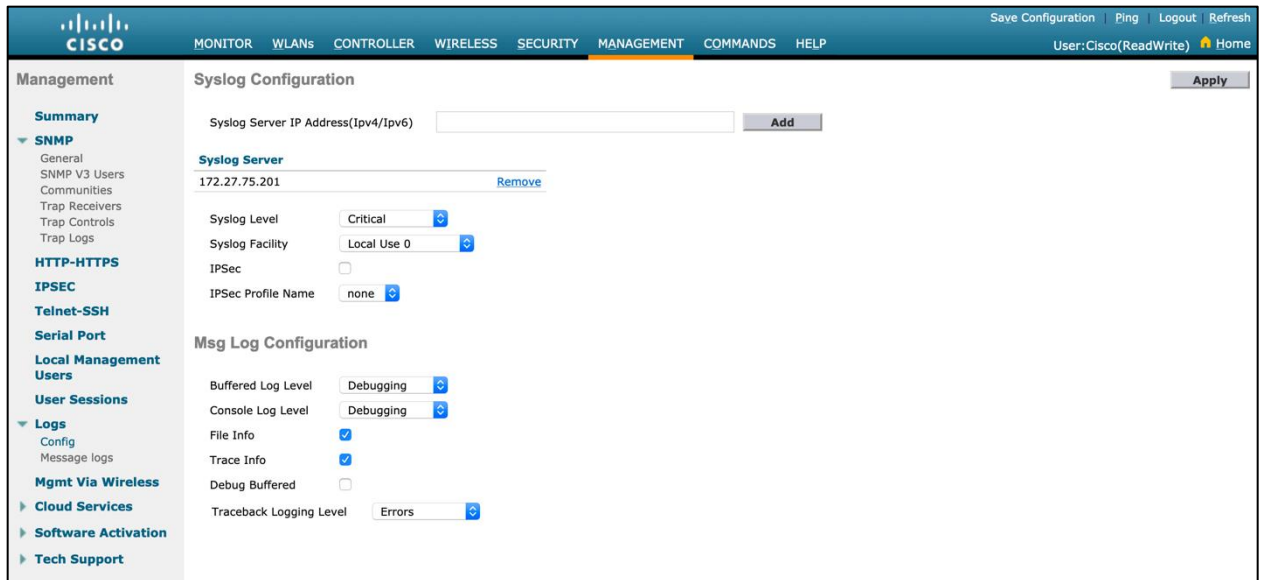 Save Configuration | Ping | Logout | Refresh
CISCO
MONITOR WLANs CONTROLLER WIRELESS SECURITY MANAGEMENT COMMANDS HELP
User:Cisco(ReadWrite) Home
Management
Summary
SNMP
General
SNMP V3 Users
Communities
Trap Receivers
Trap Controls
Trap Logs
HTTP-HTTPS
IPSEC
Telnet-SSH
Serial Port
Local Management
Users
User Sessions
Logs
Config
Message logs
Mgmt Via Wireless
Cloud Services
Software Activation
Tech Support
Syslog Configuration
Apply
Syslog Server IP Address(Ipv4/Ipv6) Add
Syslog Server
172.27.75.201 Remove
Syslog Level Critical
Syslog Facility Local Use 0
IPSec
IPSec Profile Name none
Msg Log Configuration
Buffered Log Level Debugging
Console Log Level Debugging
File Info
Trace Info
Debug Buffered
Traceback Logging Level Errors